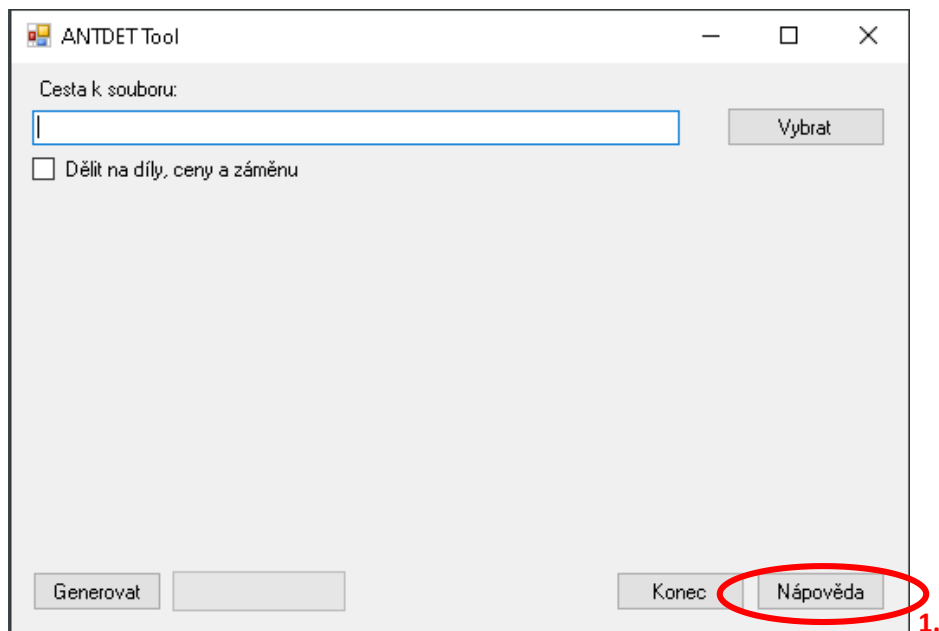 ANTDET Tool
Cesta k souboru:
Vybrat
Dělit na díly, ceny a záměnu
Generovat
Konec
Nápověda
1.